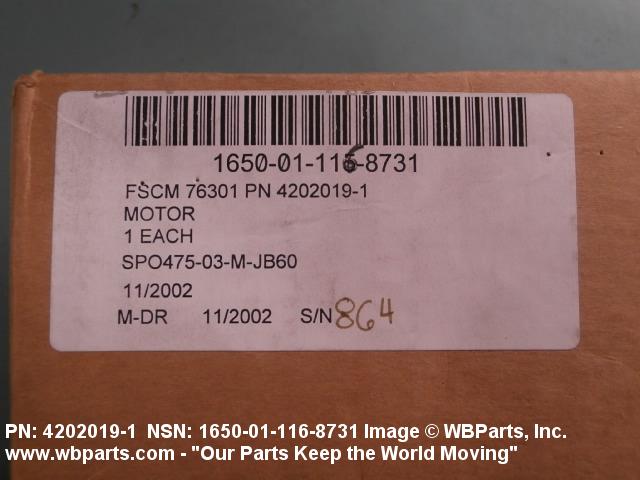 1650-01-116-8731
FSCM 76301 PN 4202019-1
MOTOR
1 EACH
SPO475-03-M-JB60
11/2002
M-DR 11/2002 S/N 864
PN: 4202019-1 NSN: 1650-01-116-8731 Image © WBParts, Inc.
www.wbparts.com - "Our Parts Keep the World Moving"